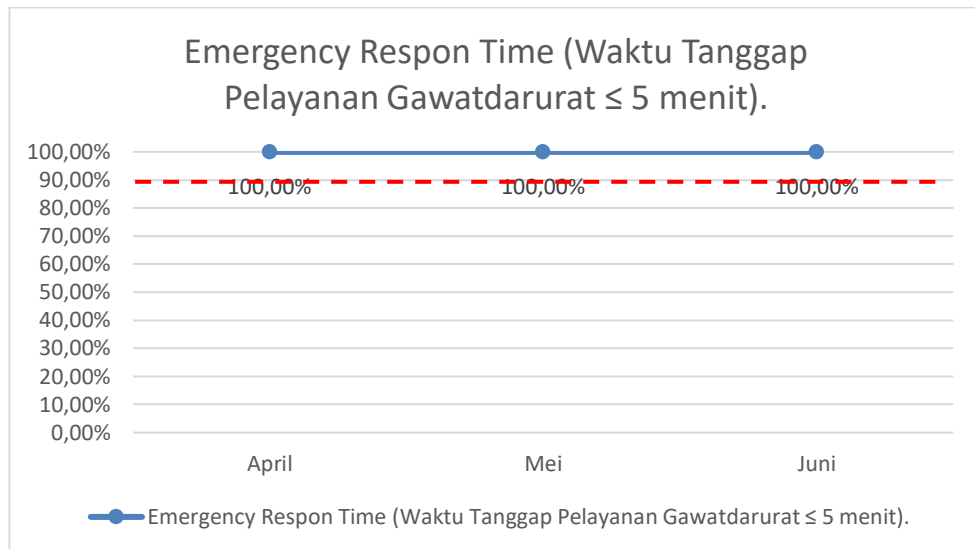 Emergency Respon Time (Waktu Tanggap
Pelayanan Gawatdarurat ≤ 5 menit).
100,00%
90,00%
80,00%
70,00%
60,00%
50,00%
40,00%
30,00%
20,00%
10,00%
0,00%
100,00%
100,00%
100,00%
April
Mei
Juni
Emergency Respon Time (Waktu Tanggap Pelayanan Gawatdarurat ≤ 5 menit).